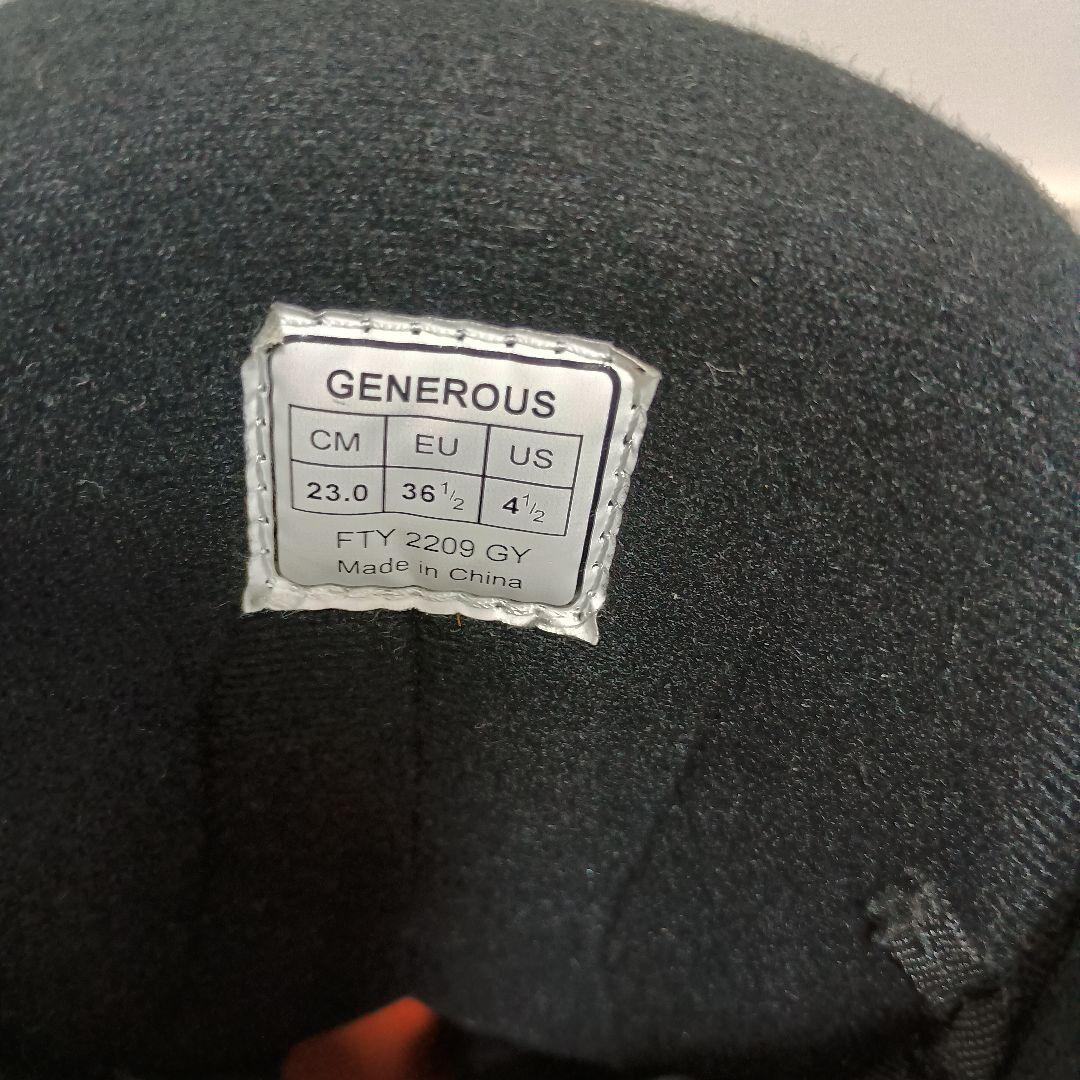 GENEROUS
CM EU US
23.0 36 1/2 4 1/2
FTY 2209 GY
Made in China